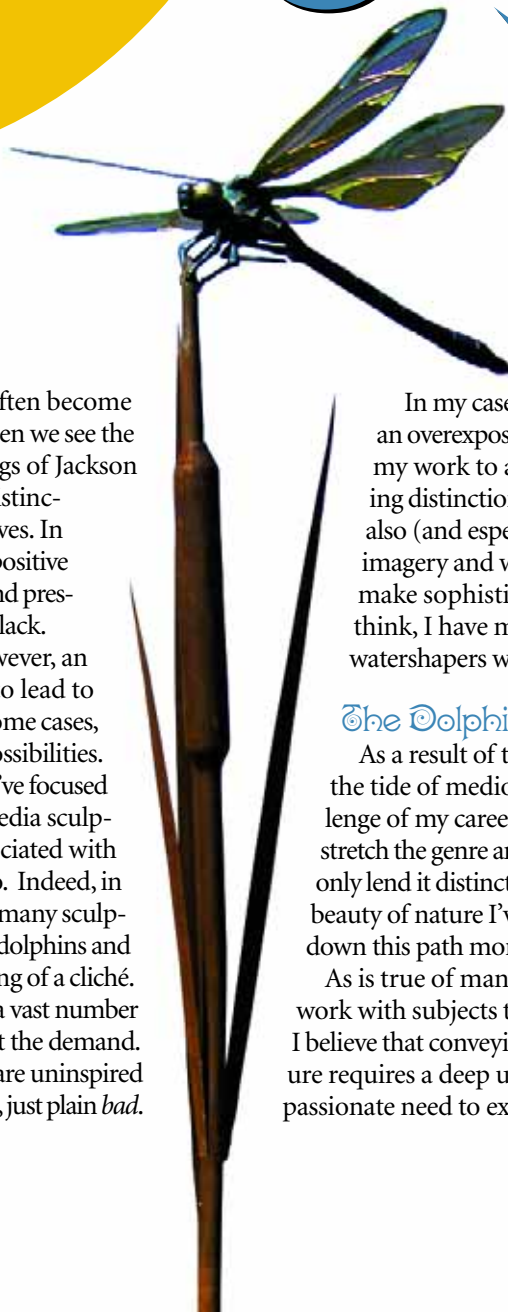 ften become
en we see the
gs of Jackson
stinc-
ves. In
positive
nd pres-
lack.
wever, an
o lead to
ome cases,
ossibilities.
've focused
edia sculp-
ciated with
o. Indeed, in
many sculp-
dolphins and
ng of a cliché.
a vast number
t the demand.
are uninspired
, just plain bad.
In my case
an overexpos
my work to a
ing distinction
also (and espe
imagery and w
make sophisti
think, I have m
watershapers w
The Dolphi
As a result of t
the tide of medio
lenge of my caree
stretch the genre an
only lend it distinct
beauty of nature I'v
down this path mor
As is true of man
work with subjects t
I believe that conveyi
ure requires a deep u
passionate need to ex